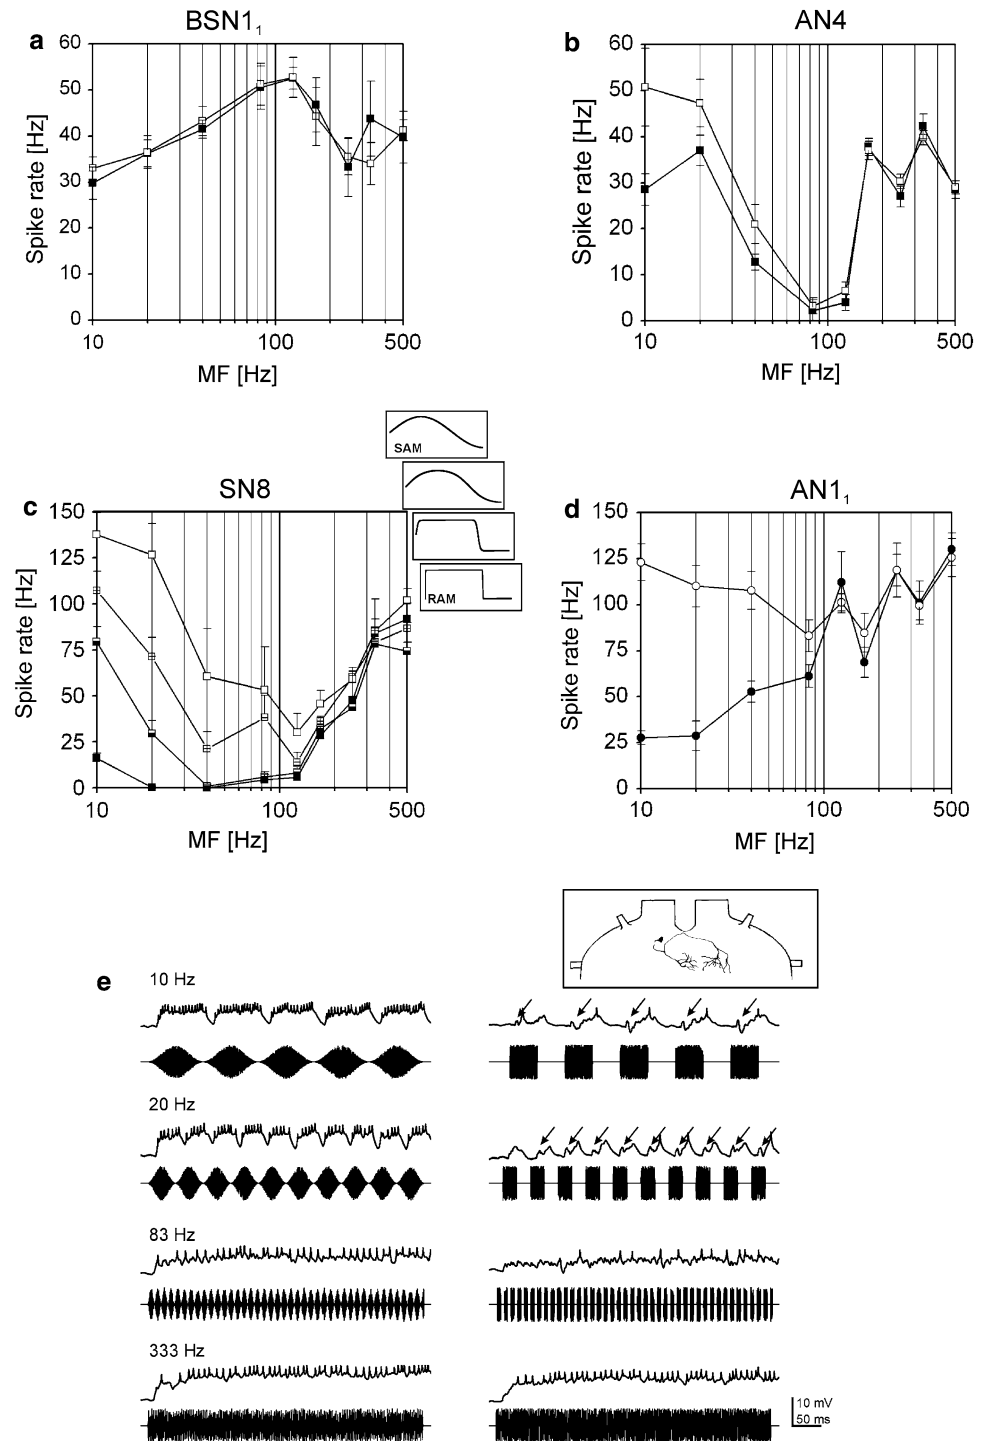 BSN1₁
a
60
50
40
30
20
10
0
Spike rate [Hz]
10
100
500
MF [Hz]
AN4
b
60
50
40
30
20
10
0
Spike rate [Hz]
10
100
500
MF [Hz]
SAM
RAM
SN8
c
150
125
100
75
50
25
0
Spike rate [Hz]
10
100
500
MF [Hz]
AN1₁
d
150
125
100
75
50
25
0
Spike rate [Hz]
10
100
500
MF [Hz]
e
10 Hz
20 Hz
83 Hz
333 Hz
10 mV
50 ms